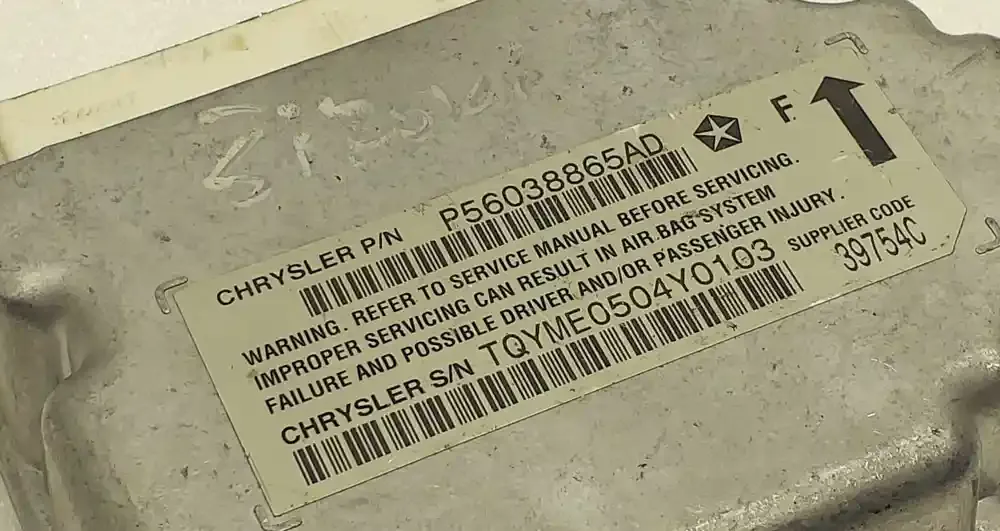 CHRYSLER P/N P56038865AD F
WARNING. REFER TO SERVICE MANUAL BEFORE SERVICING.
IMPROPER SERVICING CAN RESULT IN AIR BAG SYSTEM
FAILURE AND POSSIBLE DRIVER AND/OR PASSENGER INJURY.
CHRYSLER S/N TQYME0504Y0103
SUPPLIER CODE
39754C